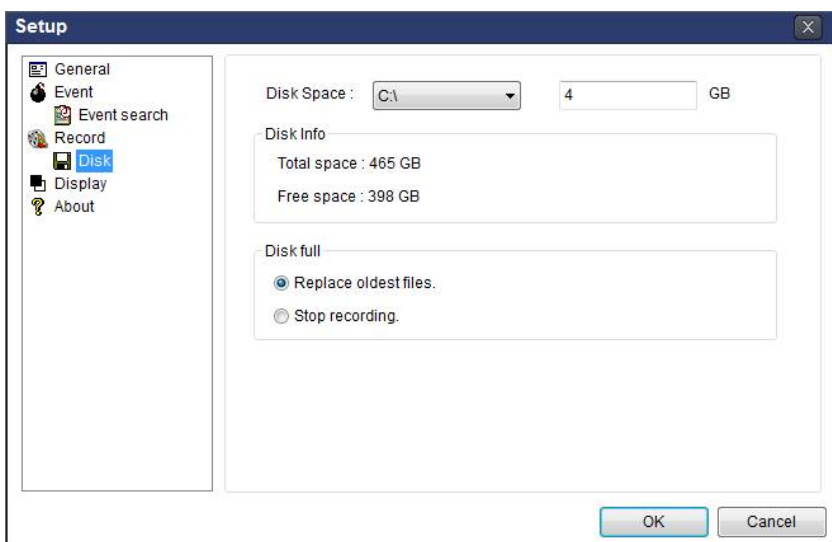 Setup
General
Event
Event search
Record
Disk
Display
About
Disk Space : C:\ 4 GB
Disk Info
Total space : 465 GB
Free space : 398 GB
Disk full
Replace oldest files.
Stop recording.
OK Cancel